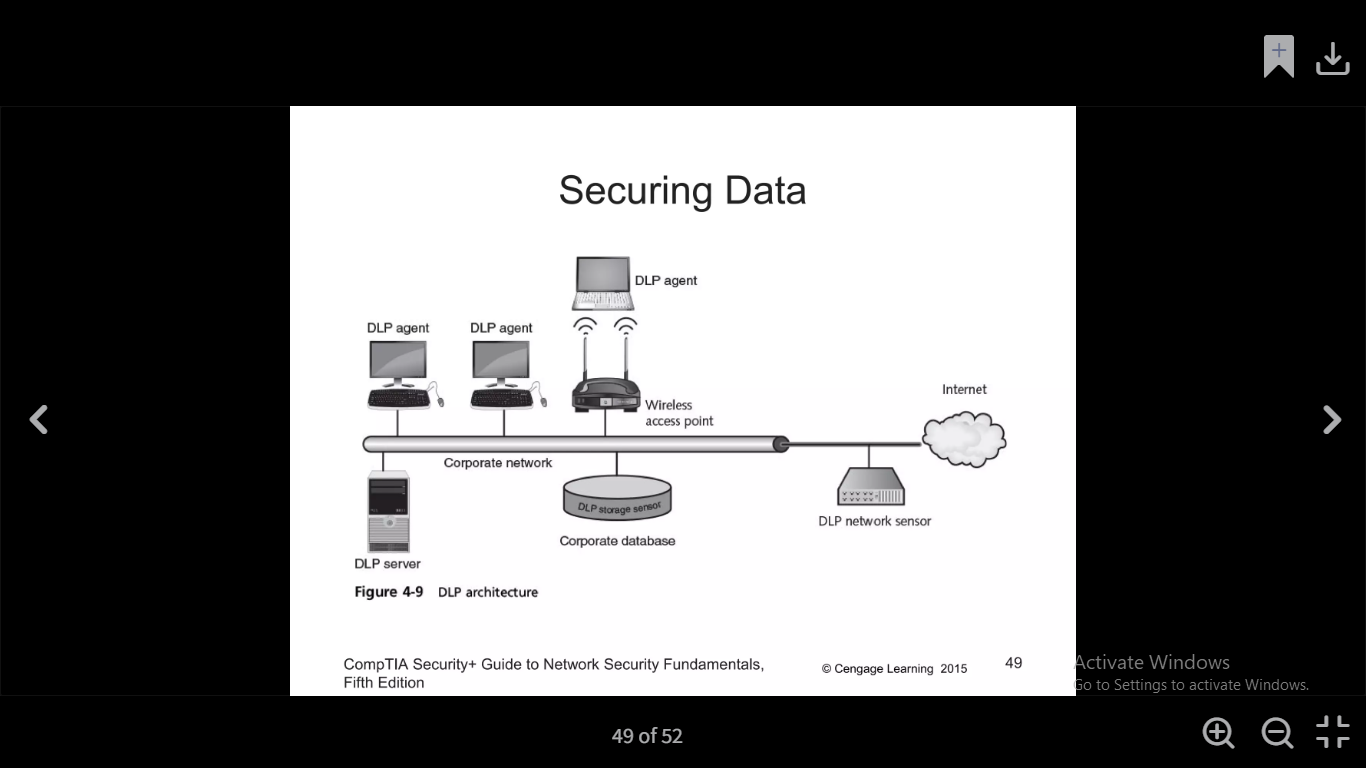 Securing Data
DLP agent
DLP agent
DLP agent
Wireless
access point
Internet
Corporate network
DLP storage sensor
DLP network sensor
Corporate database
DLP server
Figure 4-9 DLP architecture
CompTIA Security+ Guide to Network Security Fundamentals,
Fifth Edition
© Cengage Learning 2015
49
Activate Windows
Go to Settings to activate Windows.
49 of 52